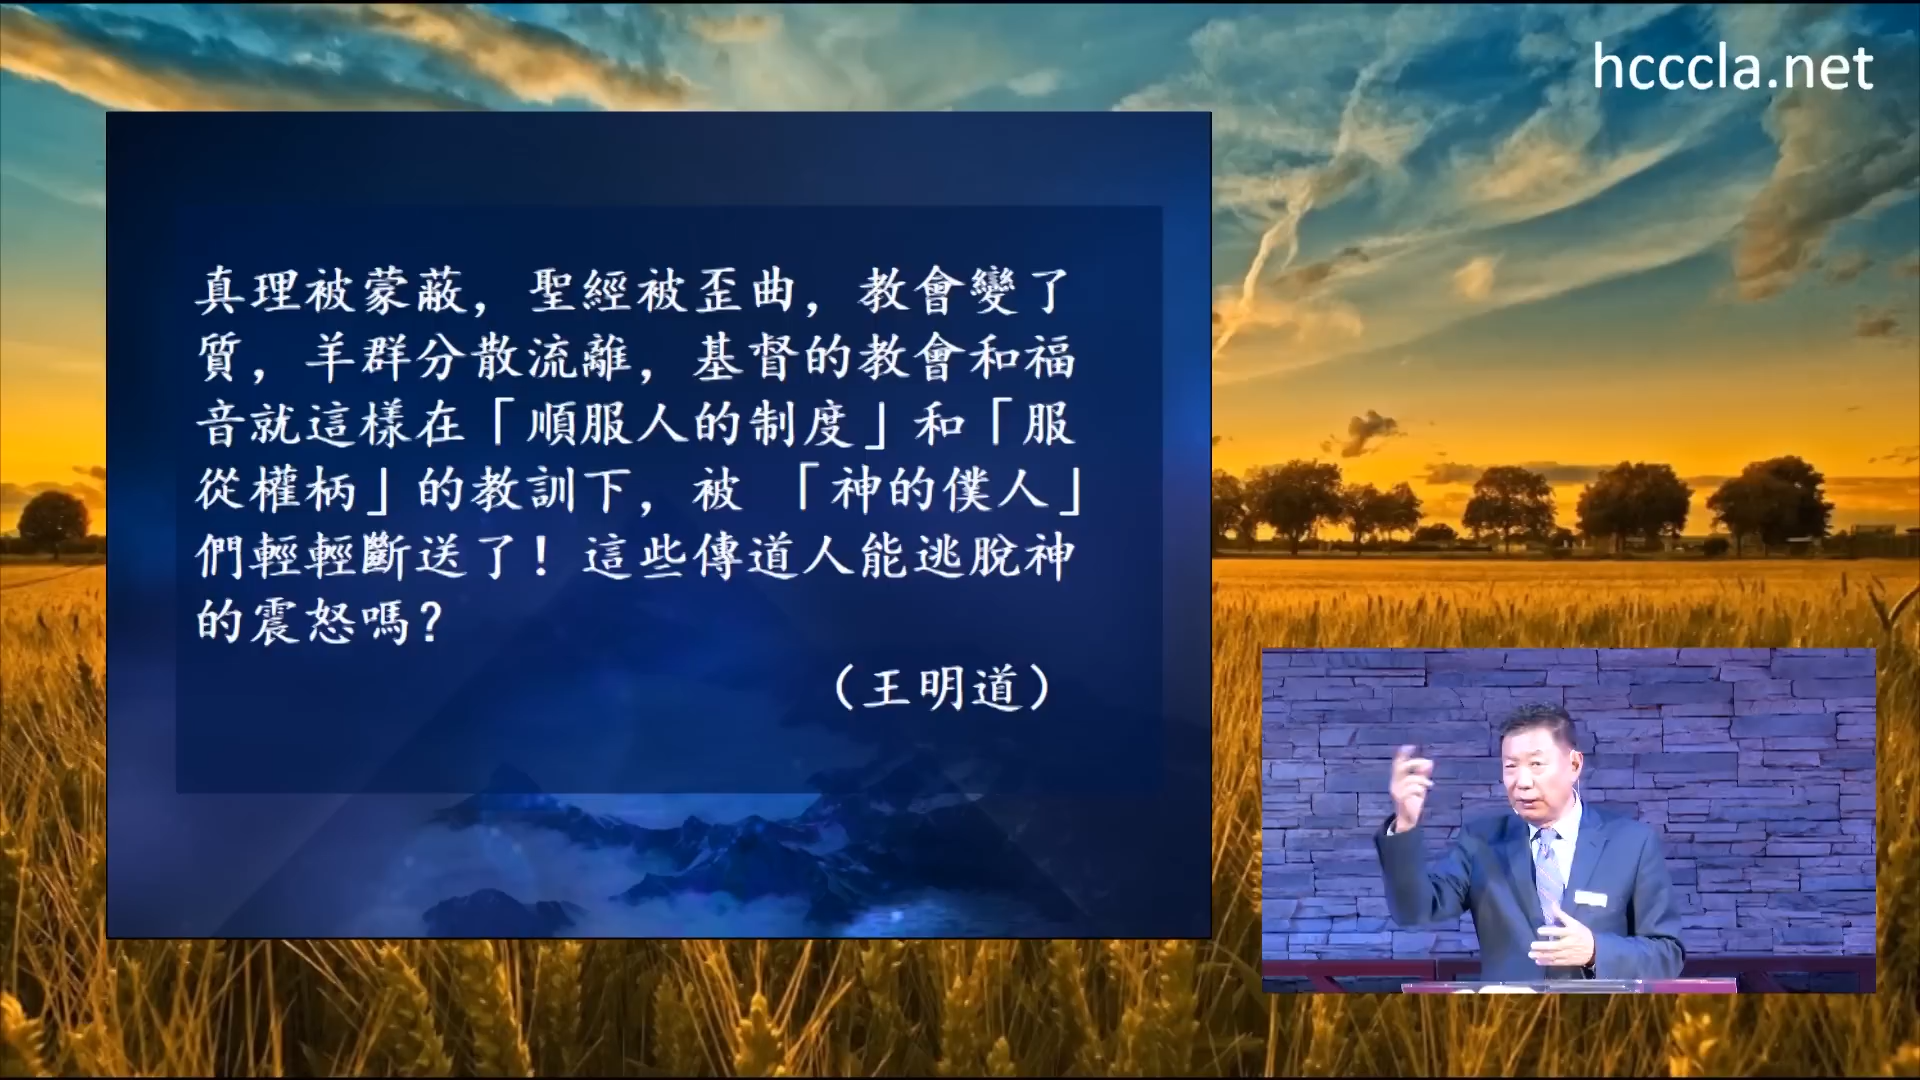 hcccla.net
真理被蒙蔽，聖經被歪曲，教會變了
質，羊群分散流離，基督的教會和福
音就這樣在「順服人的制度」和「服
從權柄」的教訓下，被 「神的僕人」
們輕輕斷送了！這些傳道人能逃脫神
的震怒嗎？
（王明道）